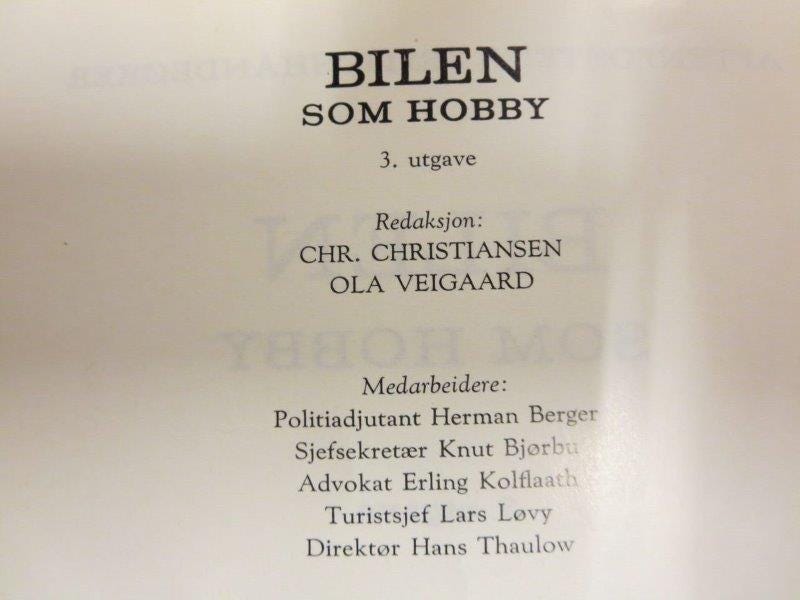 BILEN
SOM HOBBY
3. utgave
Redaksjon:
CHR. CHRISTIANSEN
OLA VEIGAARD
Medarbeidere:
Politiadjutant Herman Berger
Sjefsekretær Knut Bjørbu
Advokat Erling Kolflaath
Turistsjef Lars Løvy
Direktør Hans Thaulow